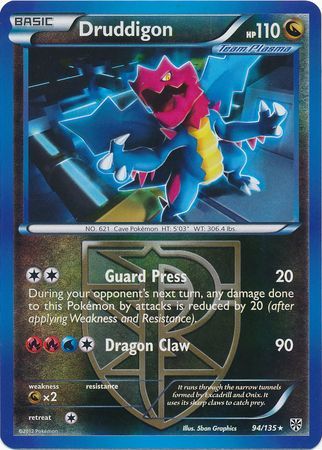 BASIC
Druddigon
HP110
Team Plasma
NO. 621 Cave Pokémon HT: 5'03" WT: 306.4 lbs.
Guard Press 20
During your opponent's next turn, any damage done
to this Pokémon by attacks is reduced by 20 (after
applying Weakness and Resistance).
Dragon Claw 90
weakness resistance
×2
retreat
It runs through the narrow tunnels
formed by Excadrill and Onix. It
uses its sharp claws to catch prey.
©2012 Pokémon Illus. 5ban Graphics 94/135 ★